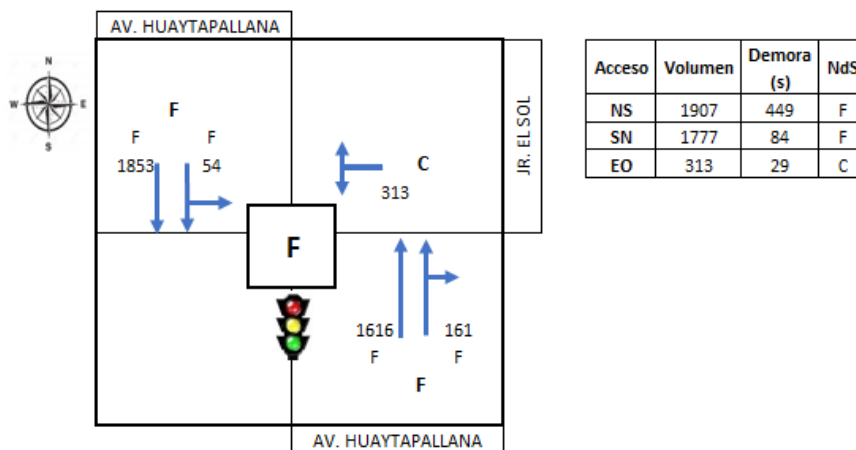 AV. HUAYTAPALLANA
N
W E
S
F
F F
1853 54
C
313
JR. EL SOL
F
1616 161
F F
F
AV. HUAYTAPALLANA
Acceso Volumen Demora (s) NdS
NS 1907 449 F
SN 1777 84 F
EO 313 29 C